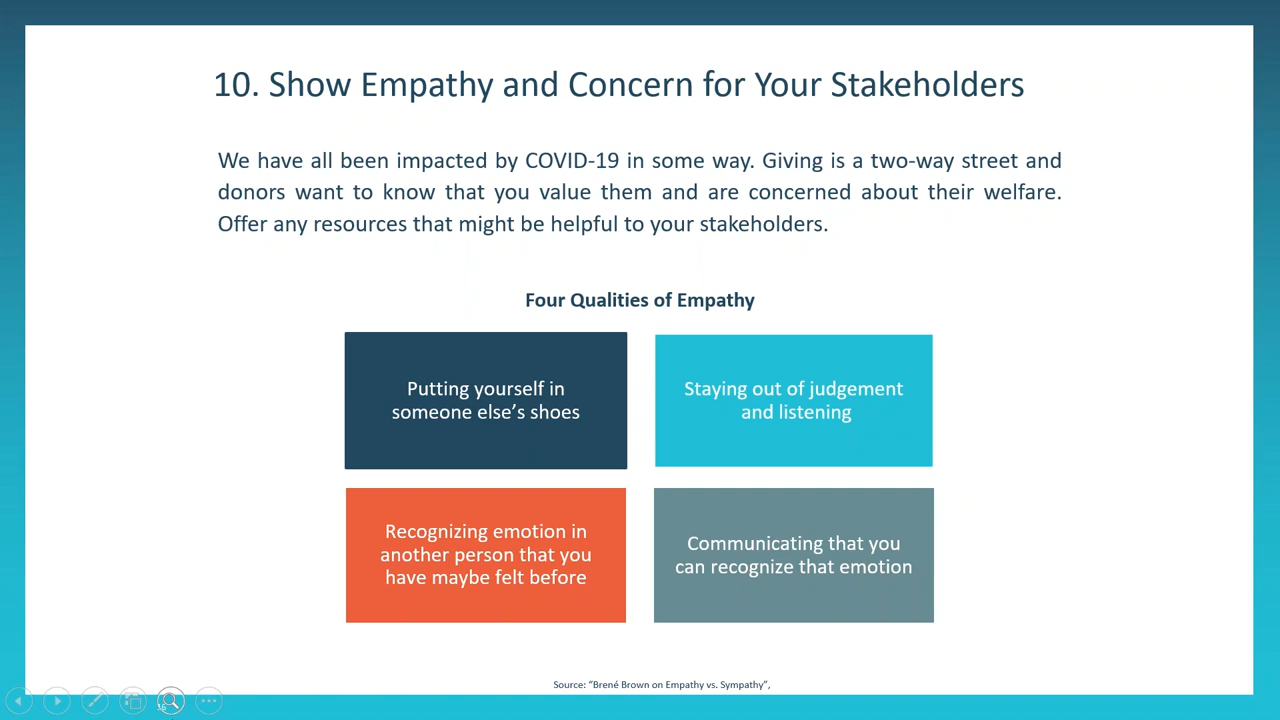 10. Show Empathy and Concern for Your Stakeholders
We have all been impacted by COVID-19 in some way. Giving is a two-way street and
donors want to know that you value them and are concerned about their welfare.
Offer any resources that might be helpful to your stakeholders.
Four Qualities of Empathy
Putting yourself in
someone else’s shoes
Staying out of judgement
and listening
Recognizing emotion in
another person that you
have maybe felt before
Communicating that you
can recognize that emotion
Source: “Brené Brown on Empathy vs. Sympathy”,